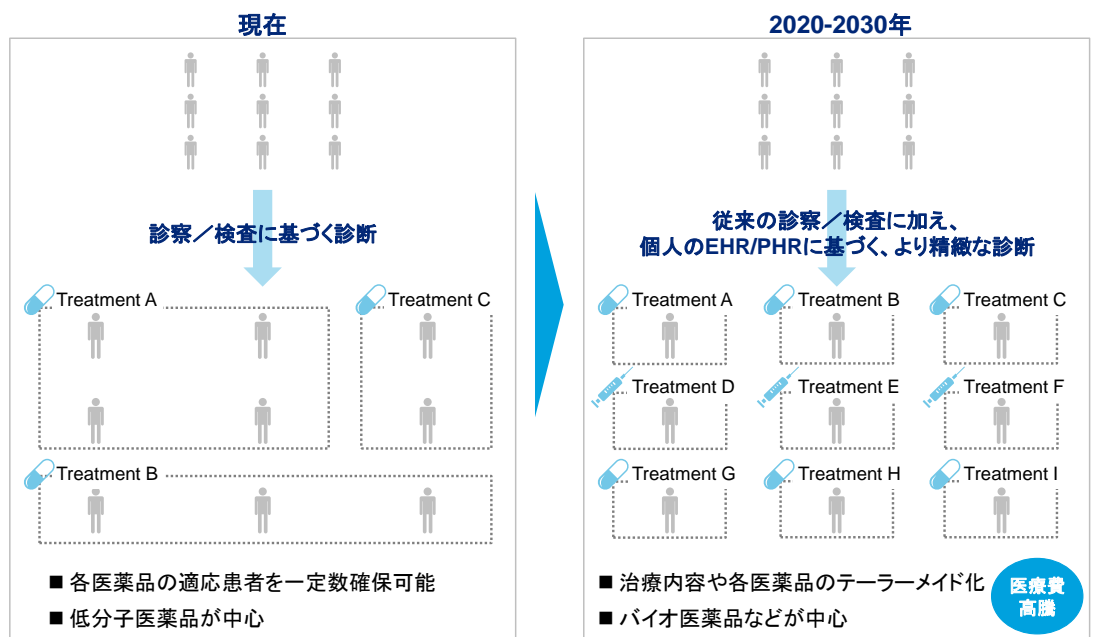 現在
診察／検査に基づく診断
Treatment A
Treatment C
Treatment B
■ 各医薬品の適応患者を一定数確保可能
■ 低分子医薬品が中心
2020-2030年
従来の診察／検査に加え、
個人のEHR/PHRに基づく、より精緻な診断
Treatment A
Treatment B
Treatment C
Treatment D
Treatment E
Treatment F
Treatment G
Treatment H
Treatment I
■ 治療内容や各医薬品のテーラーメイド化
■ バイオ医薬品などが中心
医療費
高騰